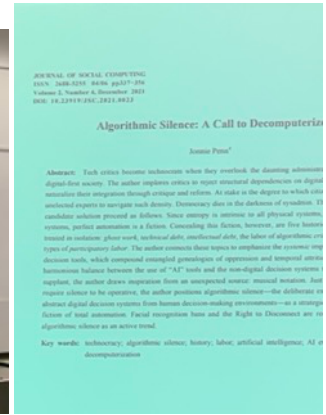 JOURNAL OF SOCIAL COMPUTING
ISSN 2688-5255 04/06 pp337-356
Volume 2, Number 4, December 2021
DOI: 10.23919/JSC.2021.0023
Algorithmic Silence: A Call to Decomputerize
Jonnie Penn
Abstract: Tech critics become technocrats when they overlook the daunting administrat
digital-first society. The author implores critics to reject structural dependencies on digital
naturalize their integration through critique and reform. At stake is the degree to which citiz
unelected experts to navigate such density. Democracy dies in the darkness of sysadmin. Th
candidate solution proceed as follows. Since entropy is intrinsic to all physical systems,
systems, perfect automation is a fiction. Concealing this fiction, however, are five histori
treated in isolation: ghost work, technical debt, intellectual debt, the labor of algorithmic
types of participatory labor. The author connects these topics to emphasize the systemic
decision tools, which compound entangled genealogies of oppression and temporal
harmonious balance between the use of "AI" tools and the non-digital decision systems
supplant, the author draws inspiration from an unexpected source: musical notation. Just
require silence to be operative, the author positions algorithmic silence—the deliberate
abstract digital decision systems from human decision-making environments—as a strategic
fiction of total automation. Facial recognition bans and the Right to Disconnect are
algorithmic silence as an active trend.
Key words: technocracy; algorithmic silence; history; labor; artificial intelligence; AI
decomputerization